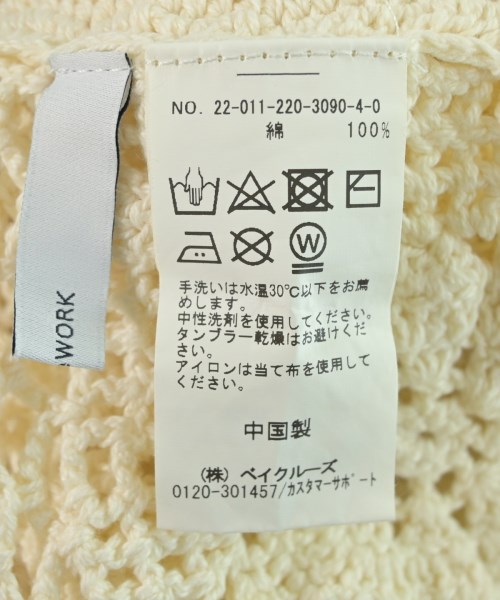 NO. 22-011-220-3090-4-0
綿 100%
W
手洗いは水温30℃以下をお薦
めします。
中性洗剤を使用してください。
タンブラー乾燥はお避けくだ
さい。
アイロンは当て布を使用して
ください。
中国製
(株) ベイクルーズ
0120-301457/カスタマーサポート
WORK